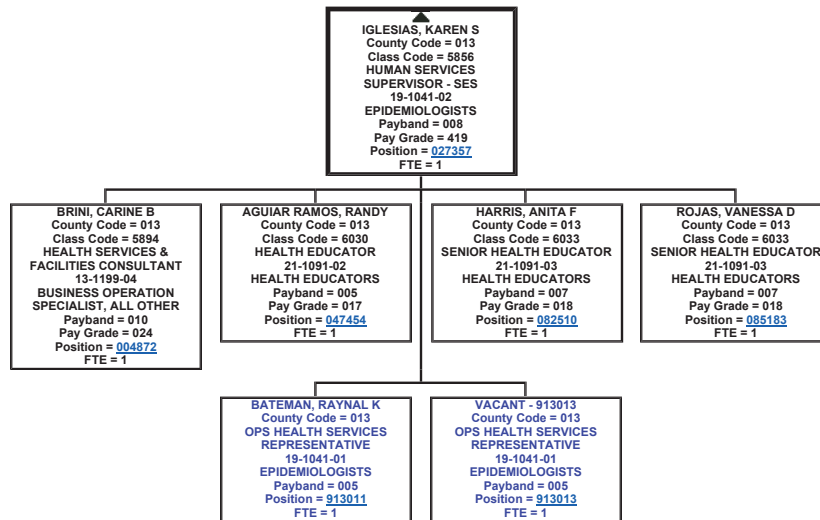 IGLESIAS, KAREN S
County Code = 013
Class Code = 5856
HUMAN SERVICES
SUPERVISOR - SES
19-1041-02
EPIDEMIOLOGISTS
Payband = 008
Pay Grade = 419
Position = 027357
FTE = 1
BRINI, CARINE B
County Code = 013
Class Code = 5894
HEALTH SERVICES &
FACILITIES CONSULTANT
13-1199-04
BUSINESS OPERATION
SPECIALIST, ALL OTHER
Payband = 010
Pay Grade = 024
Position = 004872
FTE = 1
AGUIAR RAMOS, RANDY
County Code = 013
Class Code = 6030
HEALTH EDUCATOR
21-1091-02
HEALTH EDUCATORS
Payband = 005
Pay Grade = 017
Position = 047454
FTE = 1
HARRIS, ANITA F
County Code = 013
Class Code = 6033
SENIOR HEALTH EDUCATOR
21-1091-03
HEALTH EDUCATORS
Payband = 007
Pay Grade = 018
Position = 082510
FTE = 1
ROJAS, VANESSA D
County Code = 013
Class Code = 6033
SENIOR HEALTH EDUCATOR
21-1091-03
HEALTH EDUCATORS
Payband = 007
Pay Grade = 018
Position = 085183
FTE = 1
BATEMAN, RAYNAL K
County Code = 013
OPS HEALTH SERVICES
REPRESENTATIVE
19-1041-01
EPIDEMIOLOGISTS
Payband = 005
Position = 913011
FTE = 1
VACANT - 913013
County Code = 013
OPS HEALTH SERVICES
REPRESENTATIVE
19-1041-01
EPIDEMIOLOGISTS
Payband = 005
Position = 913013
FTE = 1